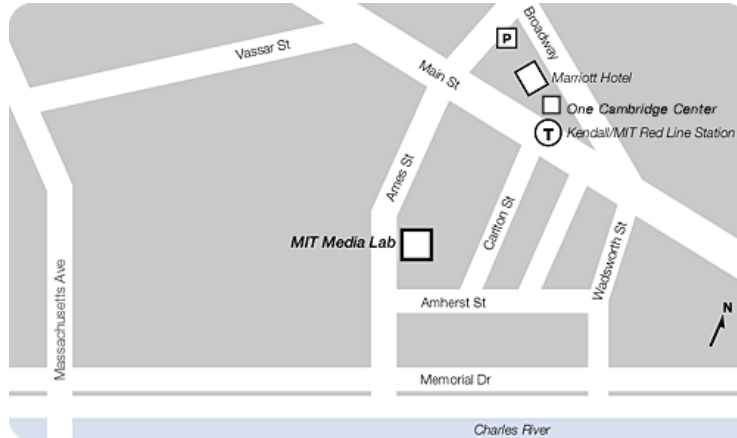 Broadway
P
Vassar St
Main St
Marriott Hotel
One Cambridge Center
T
Kendall/MIT Red Line Station
Ames St
Carlton St
MIT Media Lab
Wadsworth St
Massachusetts Ave
Amherst St
N
Memorial Dr
Charles River